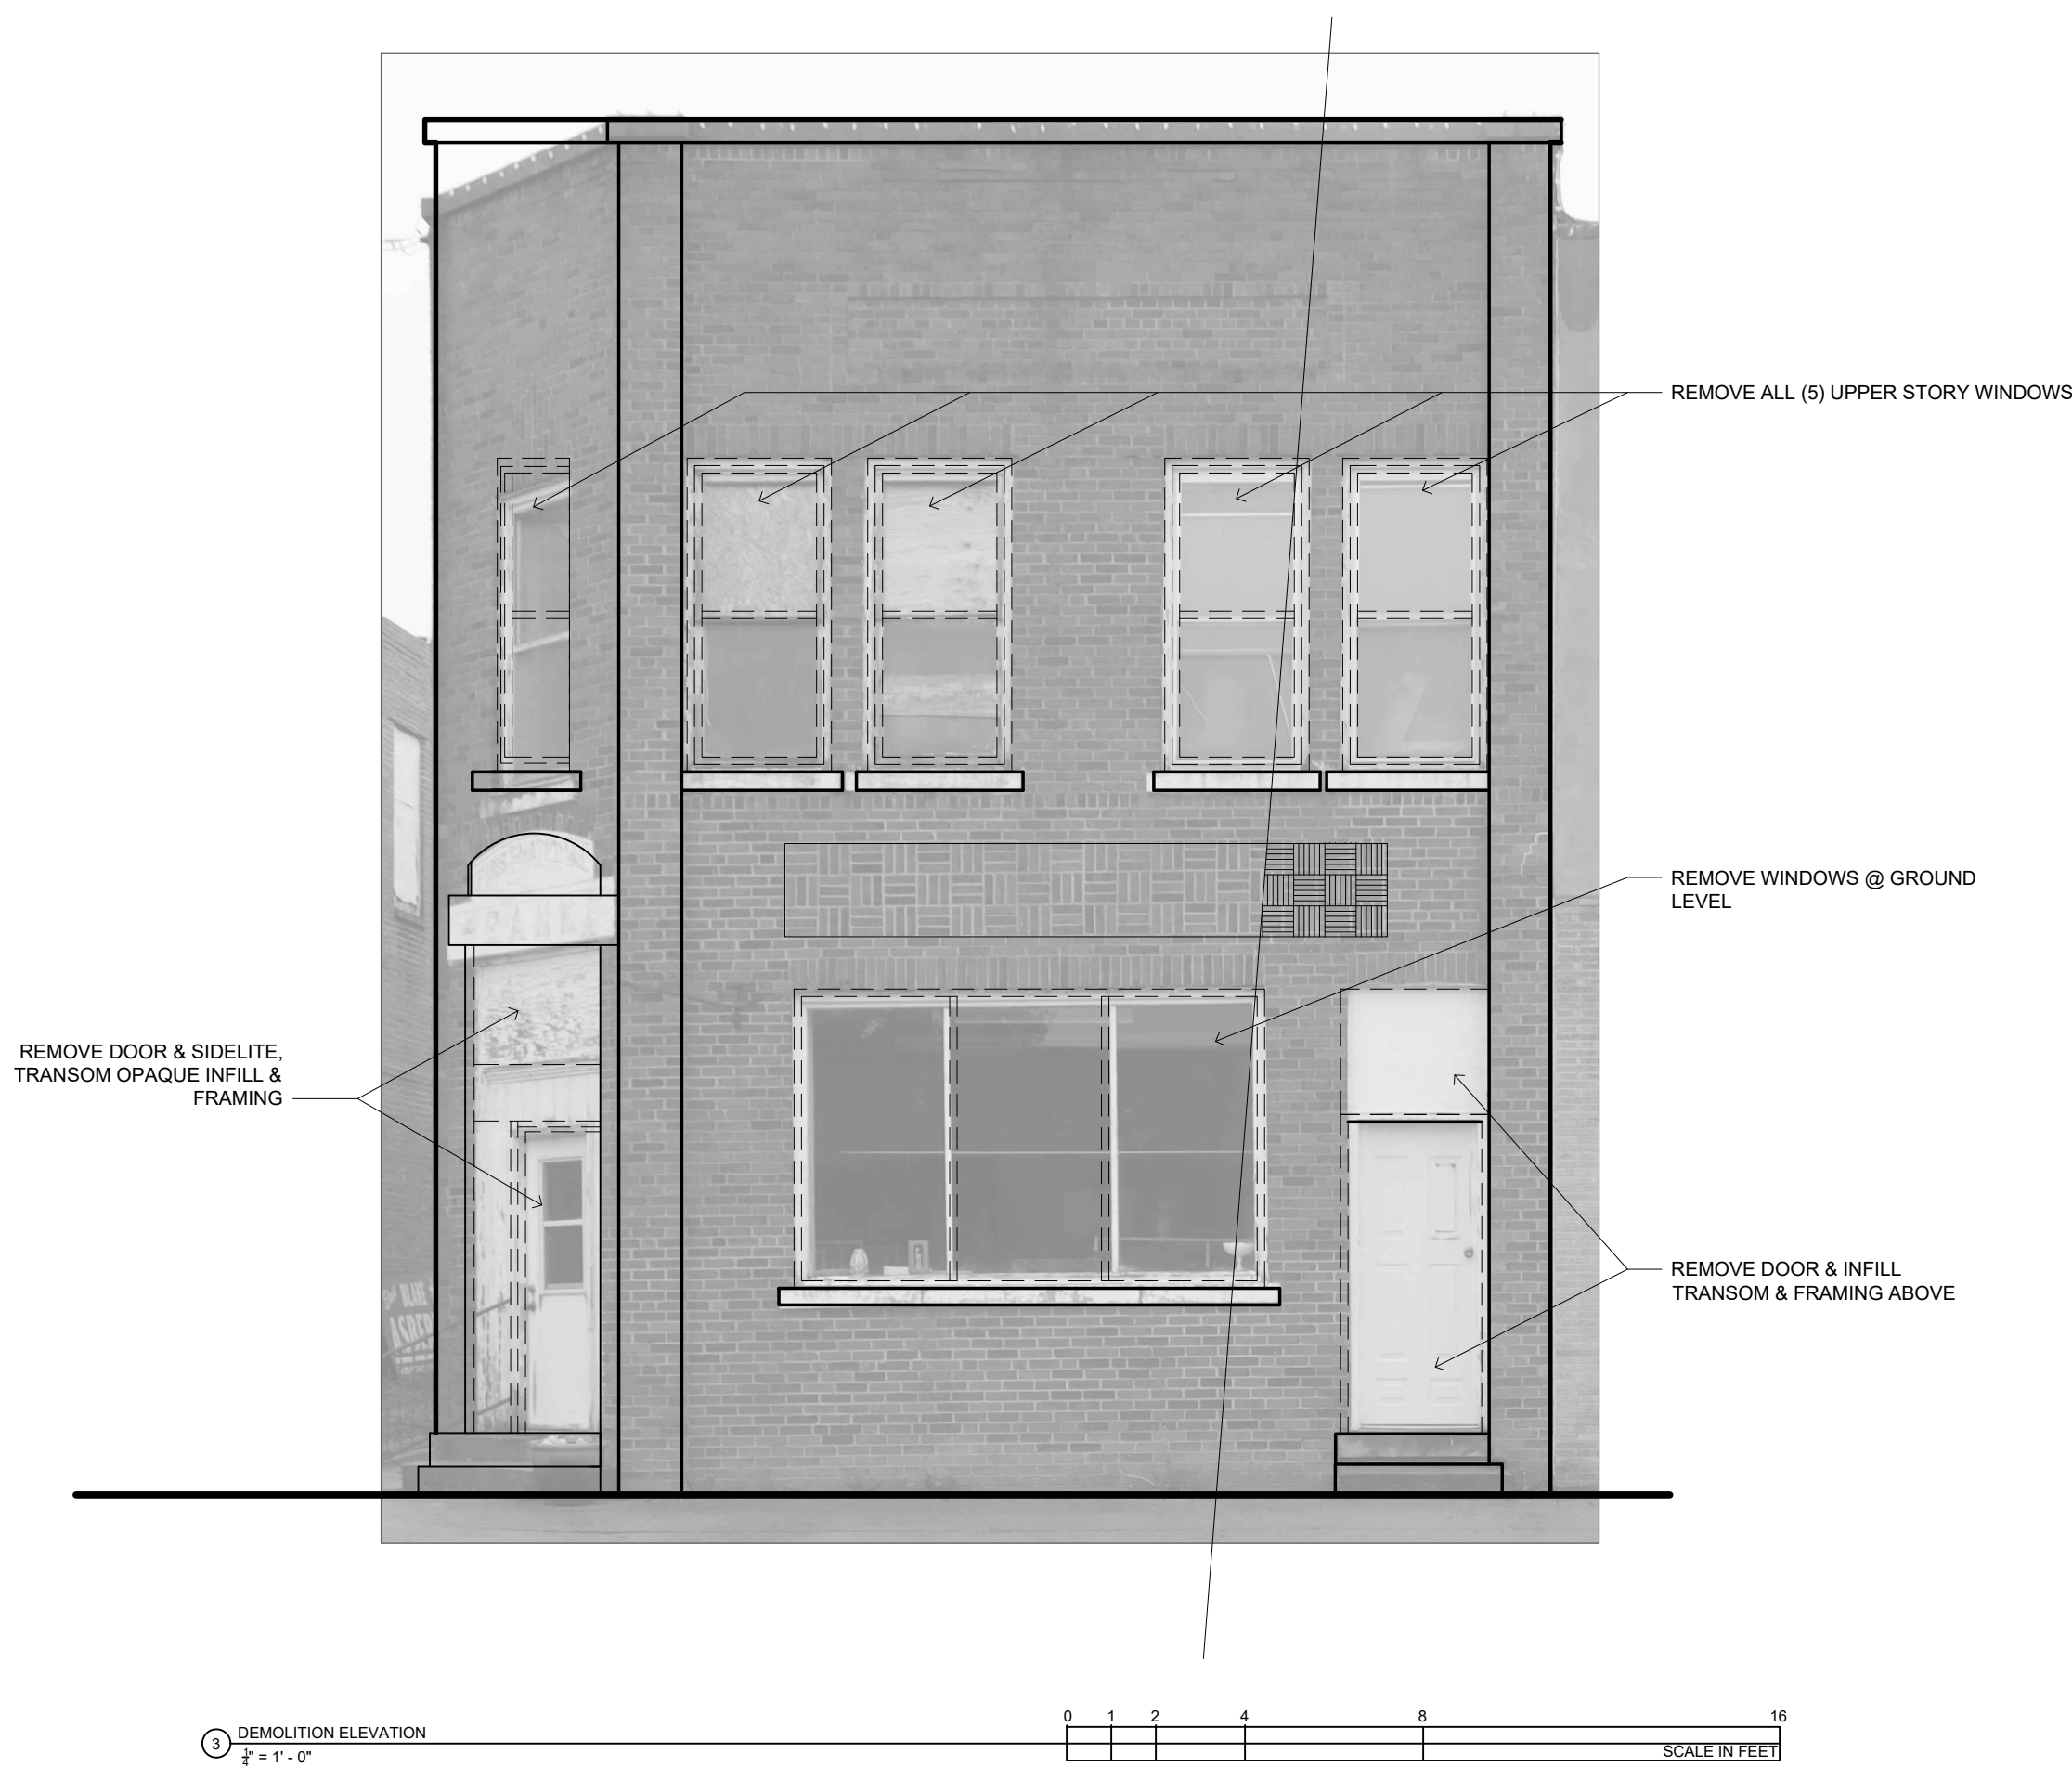 REMOVE ALL (5) UPPER STORY WINDOWS
REMOVE WINDOWS @ GROUND
LEVEL
REMOVE DOOR & SIDELITE,
TRANSOM OPAQUE INFILL &
FRAMING
BANK
REMOVE DOOR & INFILL
TRANSOM & FRAMING ABOVE
3
DEMOLITION ELEVATION
1/4" = 1' - 0"
0 1 2 4 8 16
SCALE IN FEET